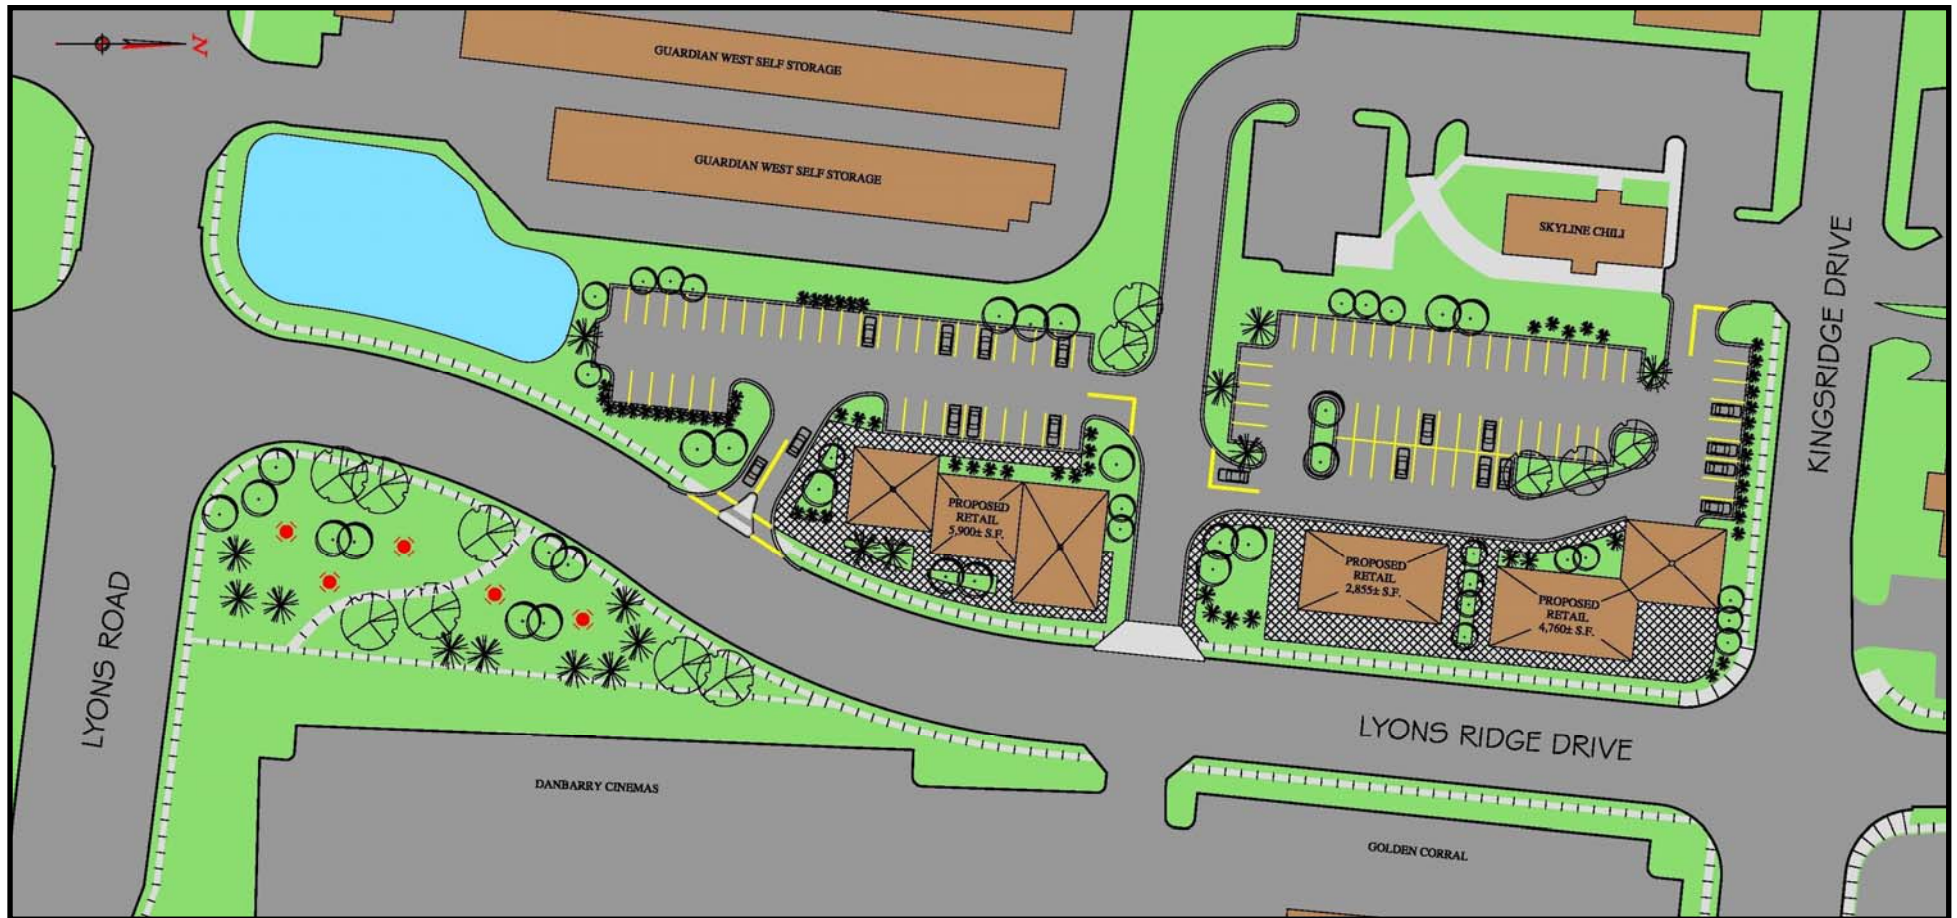 N
GUARDIAN WEST SELF STORAGE
GUARDIAN WEST SELF STORAGE
SKYLINE CHILI
KINGSRIDGE DRIVE
PROPOSED
RETAIL
5,900± S.F.
PROPOSED
RETAIL
2,855± S.F.
PROPOSED
RETAIL
4,760± S.F.
LYONS ROAD
LYONS RIDGE DRIVE
DANBARRY CINEMAS
GOLDEN CORRAL